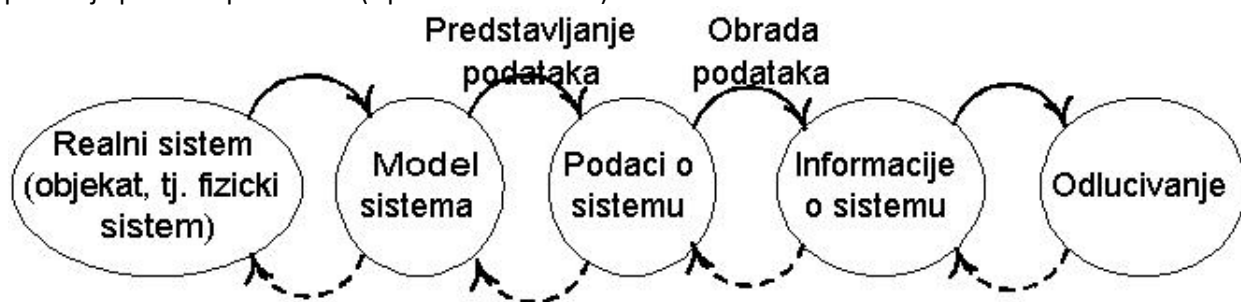 Predstavljanje
podataka
Obrada
podataka
Realni sistem
(objekat, tj. fizicki
sistem)
Model
sistema
Podaci o
sistemu
Informacije
o sistemu
Odlucivanje